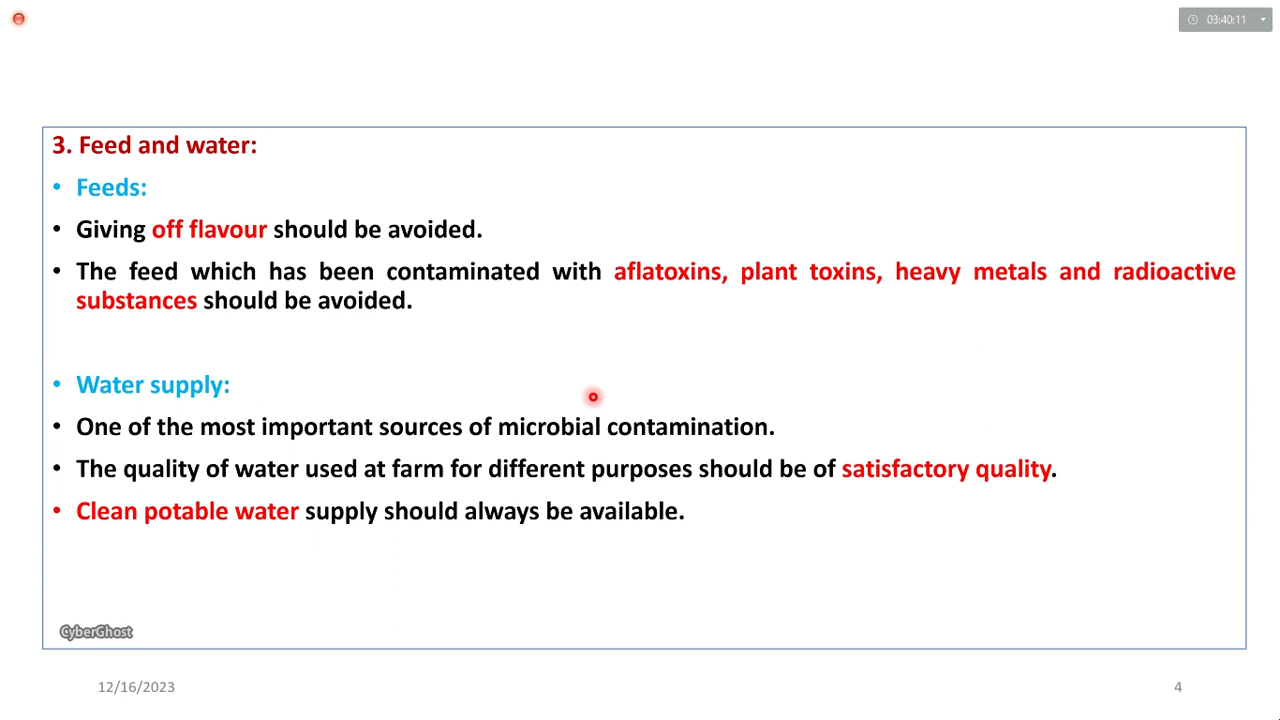 03:40:11
3. Feed and water:
• Feeds:
• Giving off flavour should be avoided.
• The feed which has been contaminated with aflatoxins, plant toxins, heavy metals and radioactive
substances should be avoided.
• Water supply:
• One of the most important sources of microbial contamination.
• The quality of water used at farm for different purposes should be of satisfactory quality.
• Clean potable water supply should always be available.
CyberGhost
12/16/2023
4